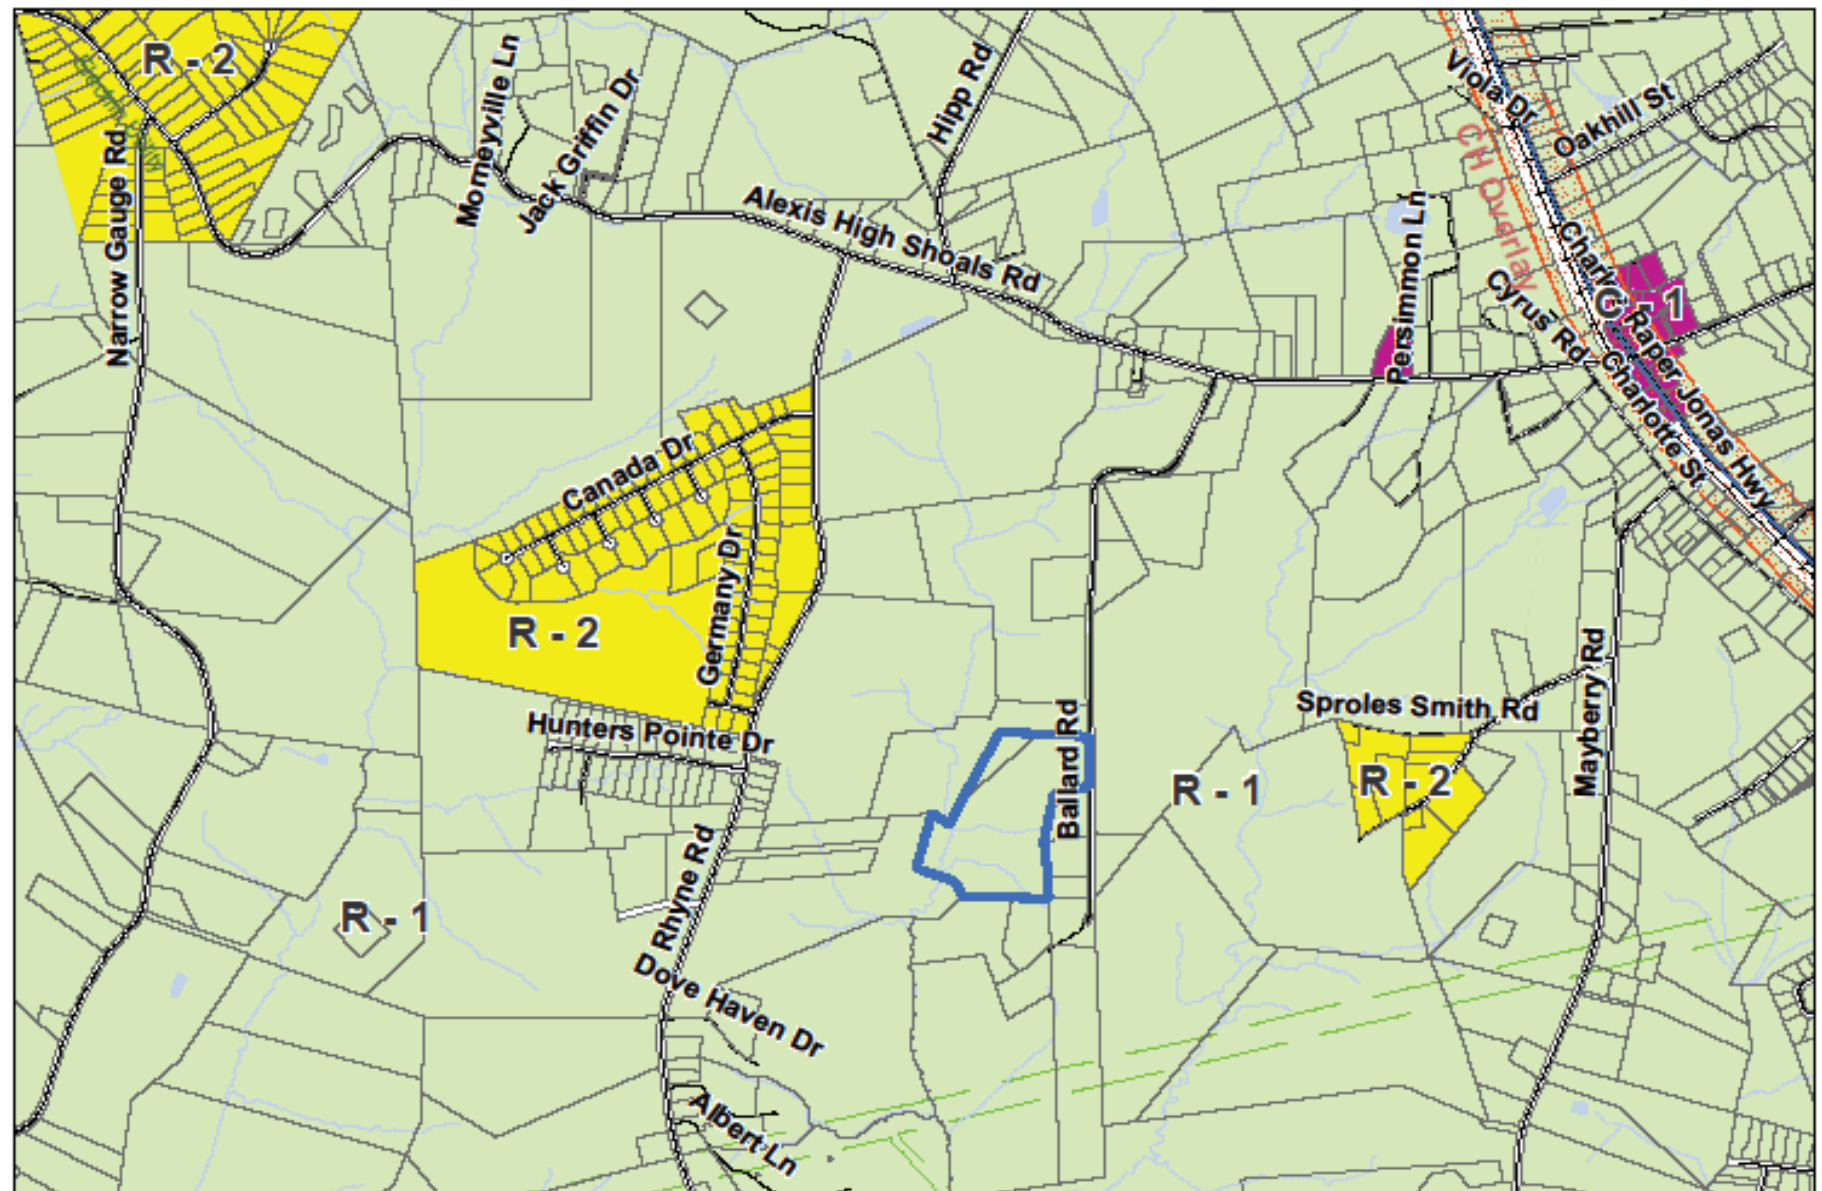 R - 2
Narrow Gauge Rd
Morneyville Ln
Jack Griffin Dr
Hipp Rd
Alexis High Shoals Rd
Viola Dr
Oakhill St
CH Overlay
Persimmon Ln
Cyrus Rd
C - 1
Charles Raper Jonas Hwy
Charlotte St
Canada Dr
Germany Dr
R - 2
Hunters Pointe Dr
Rhyne Rd
Ballard Rd
R - 1
Sproles Smith Rd
R - 2
Mayberry Rd
R - 1
Dove Haven Dr
Albert Ln